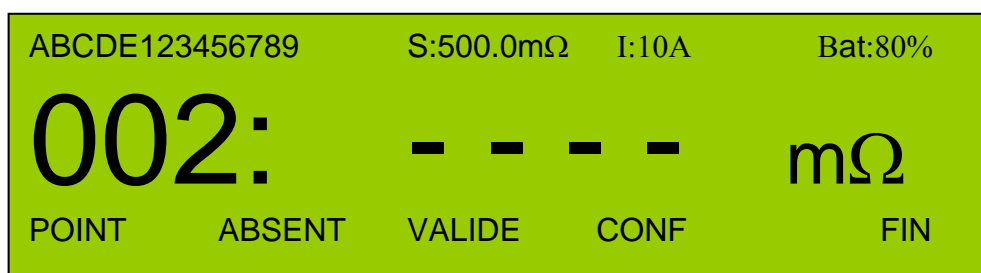 ABCDE123456789 S:500.0mΩ I:10A Bat:80%
002: - - - - mΩ
POINT ABSENT VALIDE CONF FIN